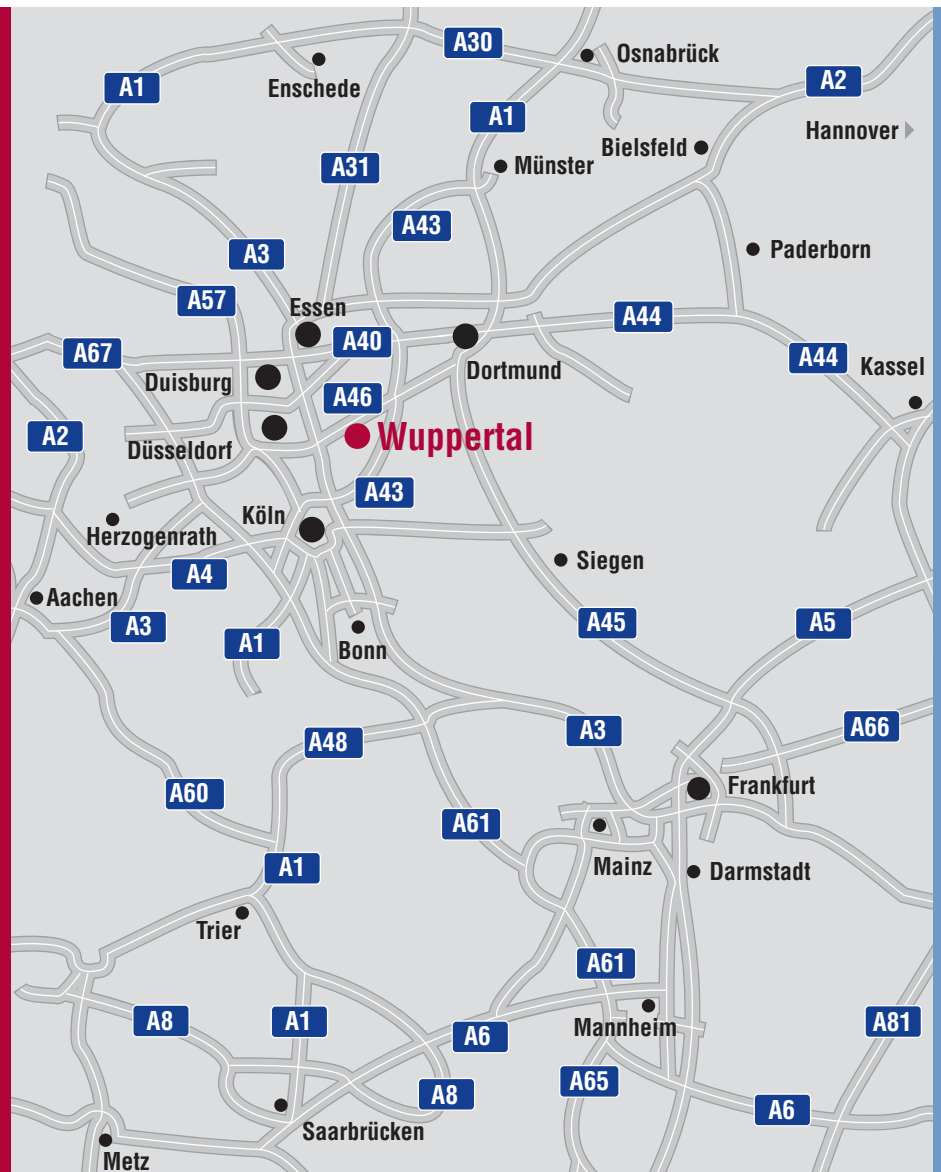 A30
Osnabrück
A1
Enschede
A2
A1
Hannover
Bielsfeld
A31
Münster
A43
A3
Paderborn
A57
Essen
A44
A40
A67
A44
Duisburg
Dortmund
Kassel
A46
A2
Wuppertal
Düsseldorf
A43
Köln
Herzogenrath
Siegen
A4
Aachen
A3
A45
A5
A1
Bonn
A66
A3
A48
Frankfurt
A60
A61
A1
Mainz
Darmstadt
Trier
A61
A8
A1
Mannheim
A81
A6
A65
A8
A6
Saarbrücken
Metz